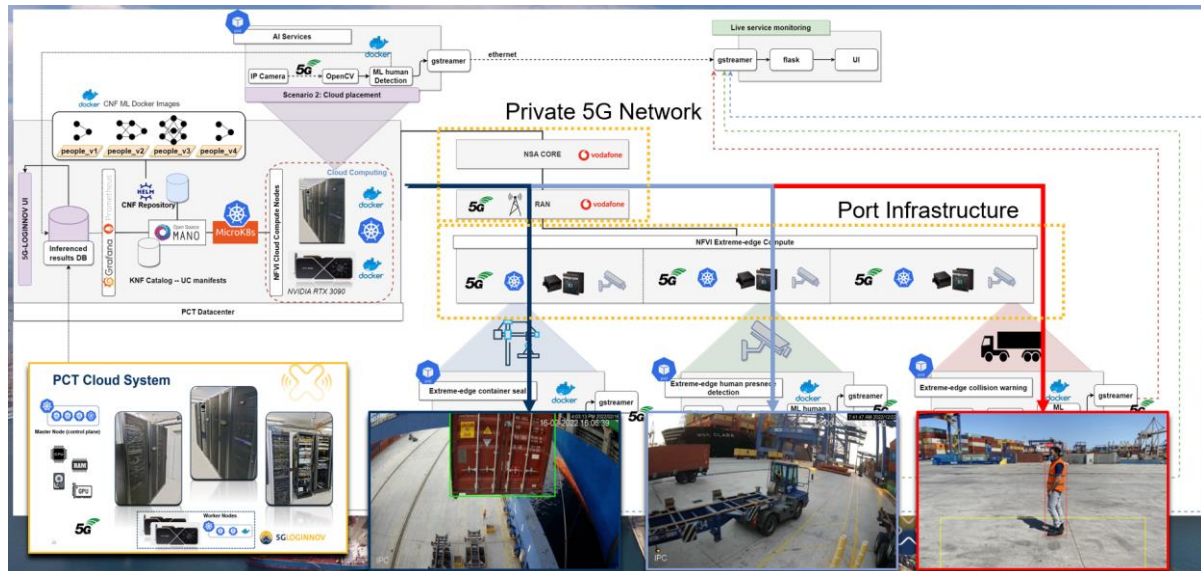 AI Services
docker
IP Camera
5G
OpenCV
ML human
Detection
gstreamer
Scenario 2: Cloud placement
ethernet
Live service monitoring
gstreamer
flask
UI
docker CNF ML Docker Images
people_v1
people_v2
people_v3
people_v4
5G-LOGINNOV UI
Inferenced
results DB
Grafana
Prometheus
HELM
CNF Repository
Open Source
MANO
MicroK8s
KNF Catalog -- UC manifests
NFVI Cloud Compute Nodes
Cloud Computing
docker
docker
NVIDIA RTX 3090
PCT Datacenter
Private 5G Network
NSA CORE
vodafone
5G
RAN
vodafone
Port Infrastructure
NFVI Extreme-edge Compute
5G
5G
5G
Extreme-edge container seal
docker
gstreamer
Extreme-edge human presnece
detection
docker
ML human
gstreamer
5G
Extreme-edge collision warning
docker
ML
gstreamer
5G
PCT Cloud System
Master Node (control plane)
CPU
RAM
GPU
5G
Worker Nodes
5GLOGINNOV
IPC
IPC